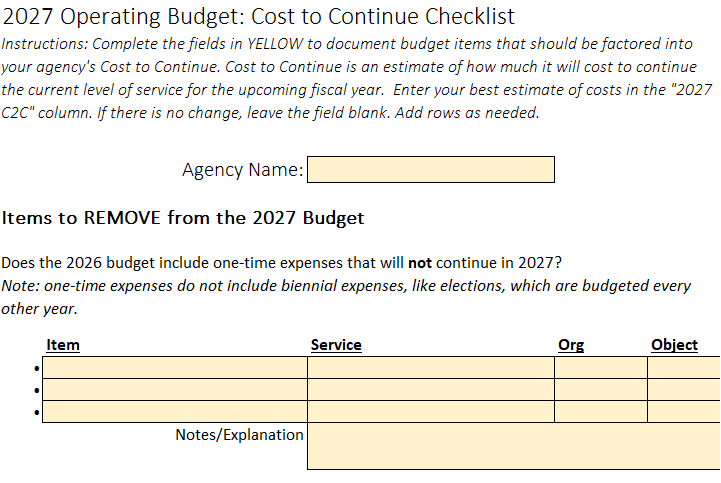 2027 Operating Budget: Cost to Continue Checklist
Instructions: Complete the fields in YELLOW to document budget items that should be factored into
your agency's Cost to Continue. Cost to Continue is an estimate of how much it will cost to continue
the current level of service for the upcoming fiscal year.  Enter your best estimate of costs in the "2027
C2C" column. If there is no change, leave the field blank. Add rows as needed.
Agency Name:
Items to REMOVE from the 2027 Budget
Does the 2026 budget include one-time expenses that will not continue in 2027?
Note: one-time expenses do not include biennial expenses, like elections, which are budgeted every
other year.
Item Service Org Object
•
•
•
Notes/Explanation